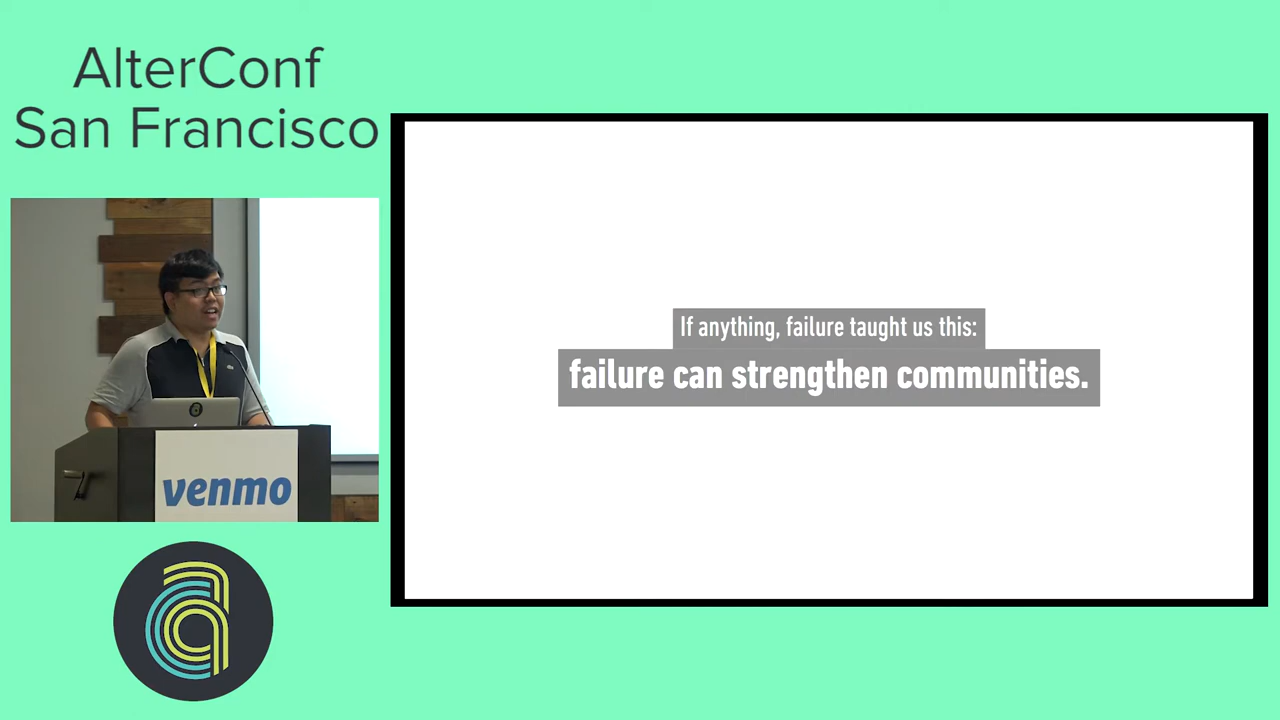 AlterConf
San Francisco
If anything, failure taught us this:
failure can strengthen communities.
venmo